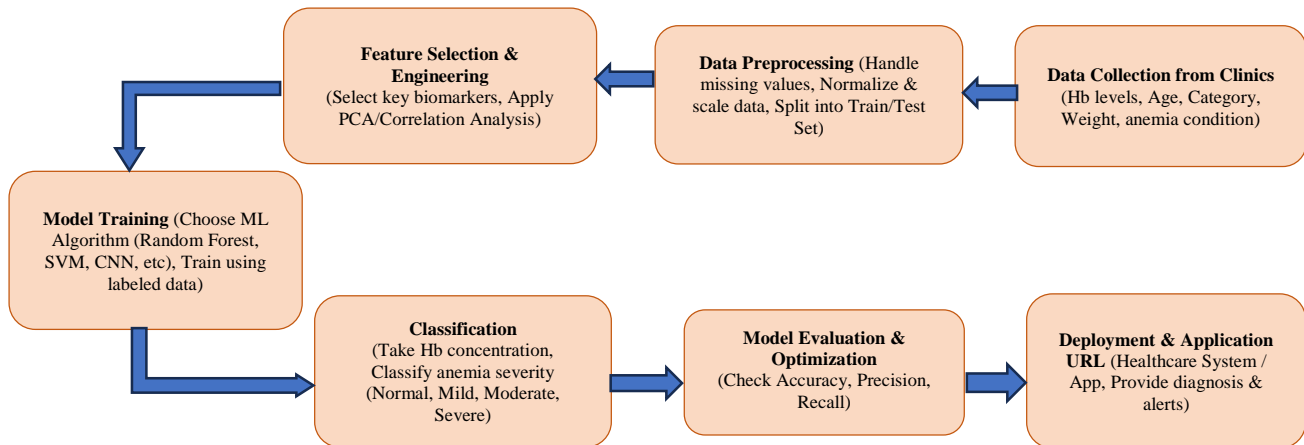 Feature Selection &
Engineering
(Select key biomarkers, Apply
PCA/Correlation Analysis)
Data Preprocessing (Handle
missing values, Normalize &
scale data, Split into Train/Test
Set)
Data Collection from Clinics
(Hb levels, Age, Category,
Weight, anemia condition)
Model Training (Choose ML
Algorithm (Random Forest,
SVM, CNN, etc), Train using
labeled data)
Classification
(Take Hb concentration,
Classify anemia severity
(Normal, Mild, Moderate,
Severe)
Model Evaluation &
Optimization
(Check Accuracy, Precision,
Recall)
Deployment & Application
URL (Healthcare System /
App, Provide diagnosis &
alerts)